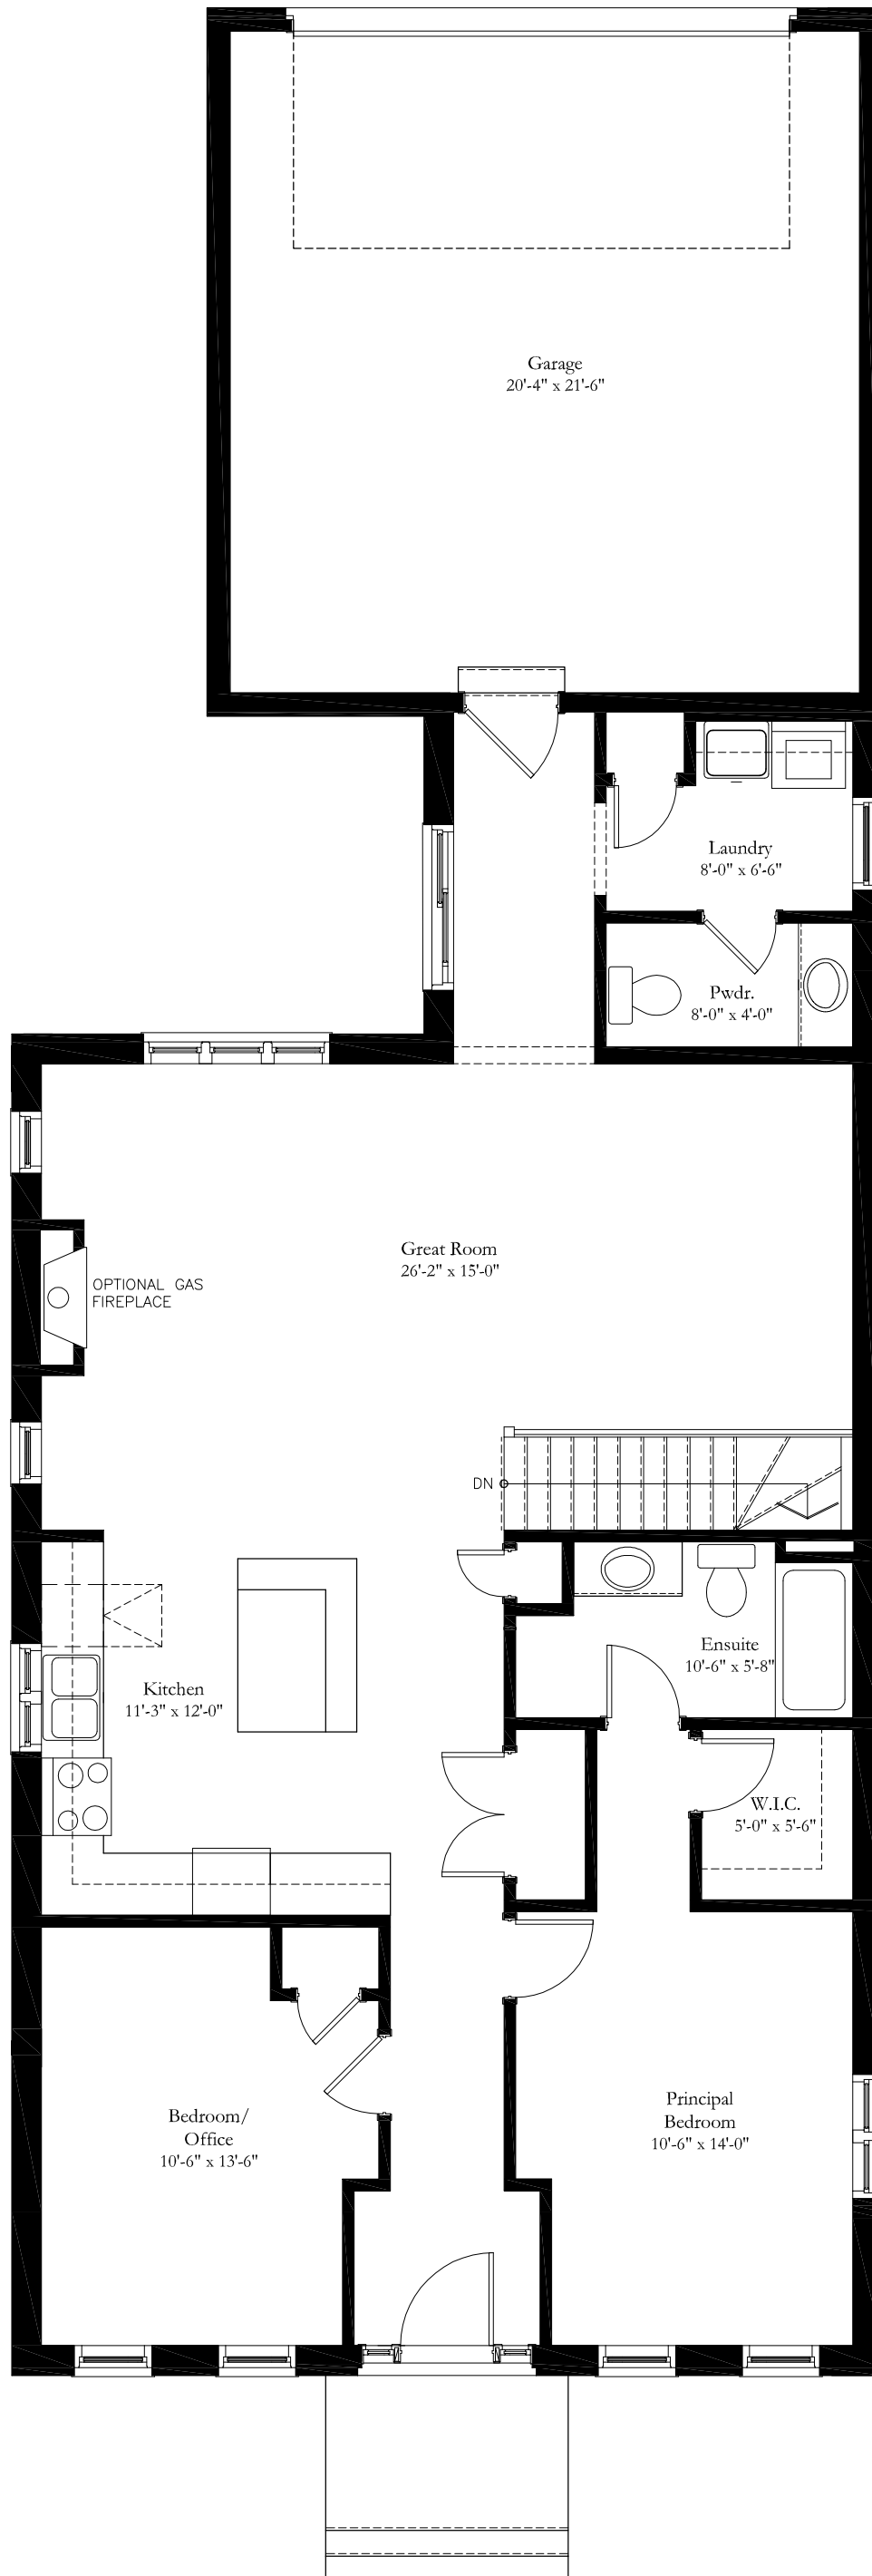 Garage
20'-4" x 21'-6"
Laundry
8'-0" x 6'-6"
Pwdr.
8'-0" x 4'-0"
Great Room
26'-2" x 15'-0"
OPTIONAL GAS
FIREPLACE
DN
Ensuite
10'-6" x 5'-8"
Kitchen
11'-3" x 12'-0"
W.I.C.
5'-0" x 5'-6"
Principal
Bedroom
10'-6" x 14'-0"
Bedroom/
Office
10'-6" x 13'-6"